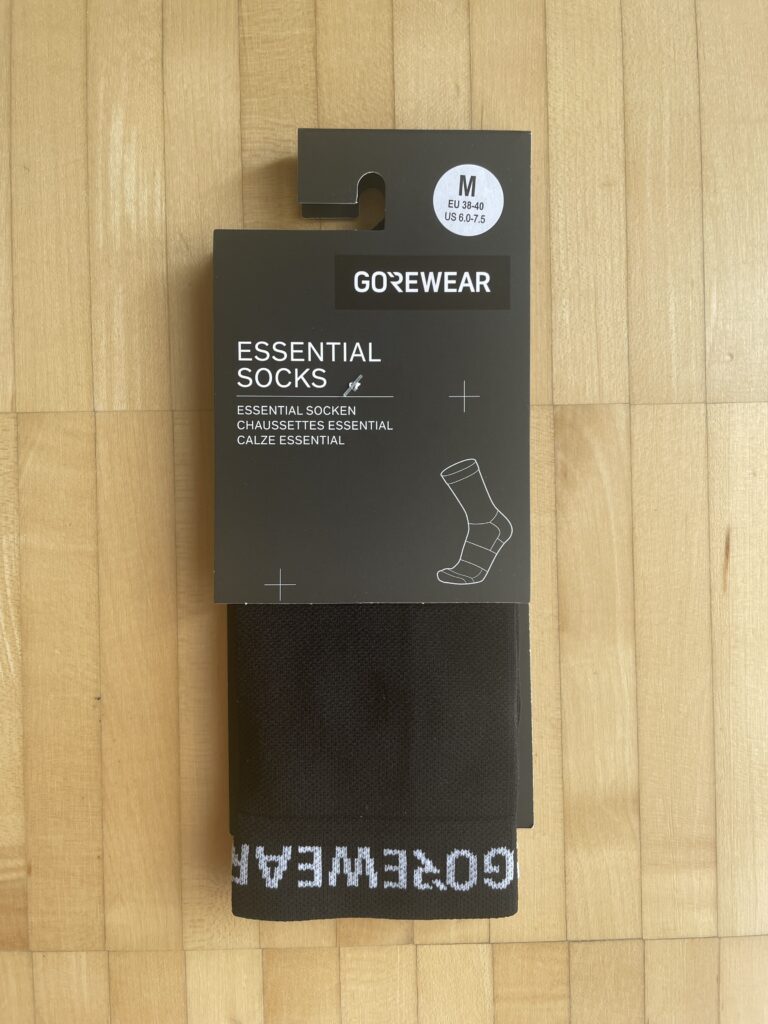 M
EU 38-40
US 6.0-7.5
GOREWEAR
ESSENTIAL
SOCKS
ESSENTIAL SOCKEN
CHAUSSETTES ESSENTIAL
CALZE ESSENTIAL
GOREWEAR